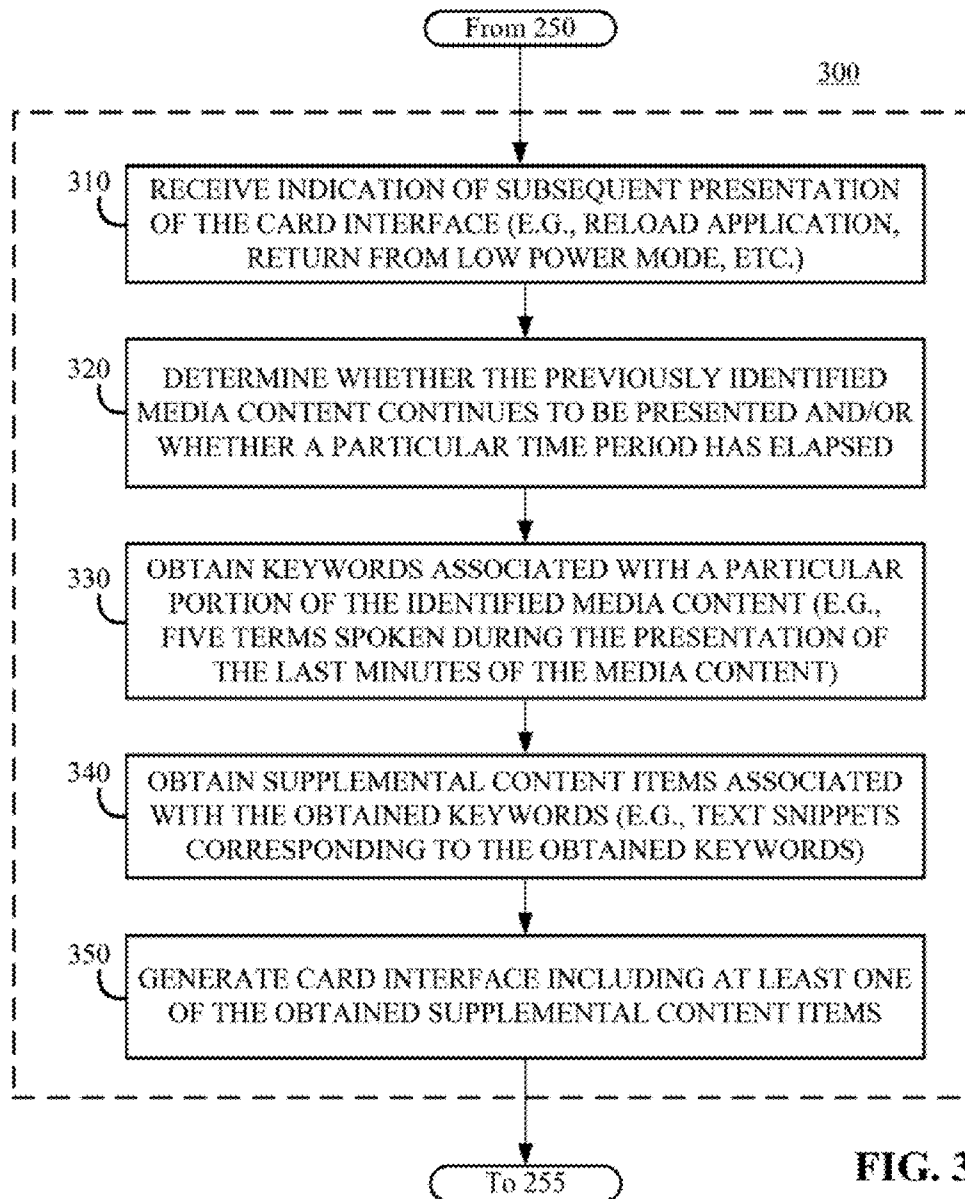 From 250
300
310
RECEIVE INDICATION OF SUBSEQUENT PRESENTATION
OF THE CARD INTERFACE (E.G., RELOAD APPLICATION,
RETURN FROM LOW POWER MODE, ETC.)
320
DETERMINE WHETHER THE PREVIOUSLY IDENTIFIED
MEDIA CONTENT CONTINUES TO BE PRESENTED AND/OR
WHETHER A PARTICULAR TIME PERIOD HAS ELAPSED
330
OBTAIN KEYWORDS ASSOCIATED WITH A PARTICULAR
PORTION OF THE IDENTIFIED MEDIA CONTENT (E.G.,
FIVE TERMS SPOKEN DURING THE PRESENTATION OF
THE LAST MINUTES OF THE MEDIA CONTENT)
340
OBTAIN SUPPLEMENTAL CONTENT ITEMS ASSOCIATED
WITH THE OBTAINED KEYWORDS (E.G., TEXT SNIPPETS
CORRESPONDING TO THE OBTAINED KEYWORDS)
350
GENERATE CARD INTERFACE INCLUDING AT LEAST ONE
OF THE OBTAINED SUPPLEMENTAL CONTENT ITEMS
To 255
FIG. 3